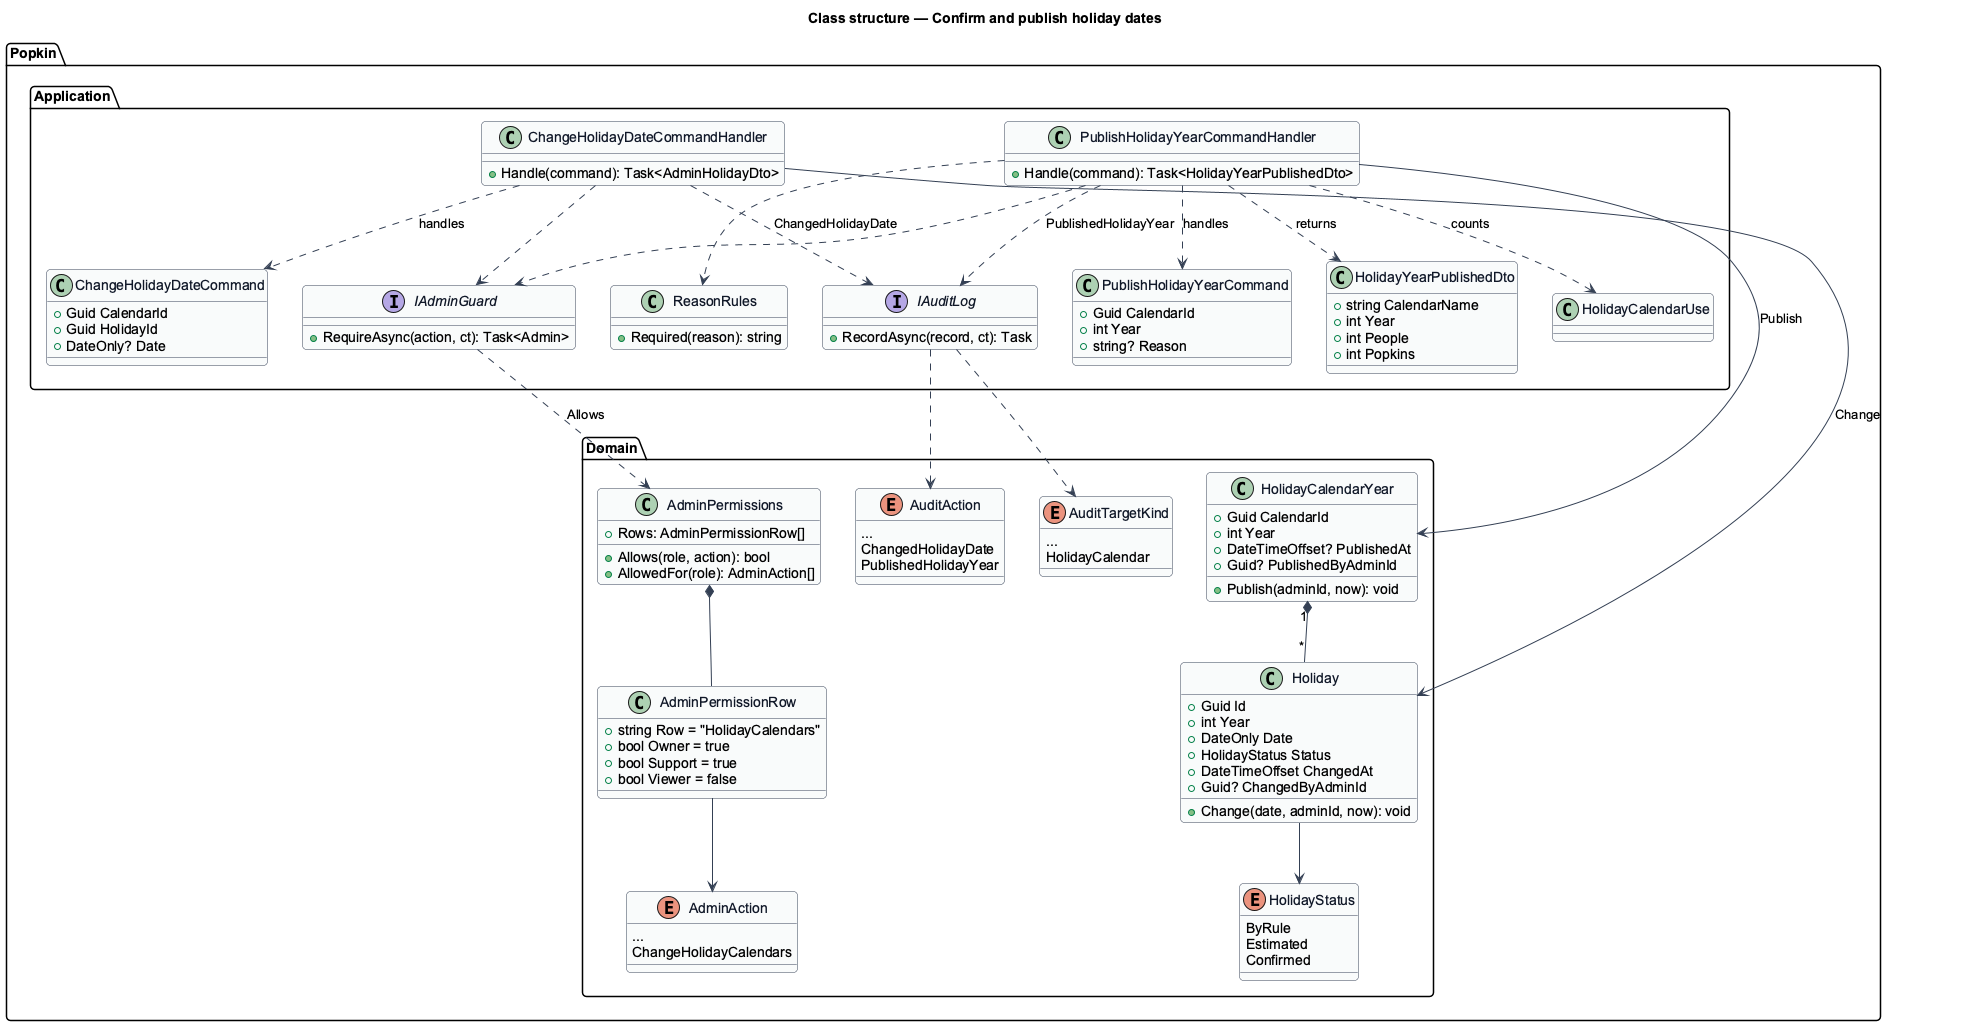 Class structure — Confirm and publish holiday dates
Popkin
Application
C ChangeHolidayDateCommandHandler
Handle(command): Task<AdminHolidayDto>
C PublishHolidayYearCommandHandler
Handle(command): Task<HolidayYearPublishedDto>
handles
ChangedHolidayDate
PublishedHolidayYear
handles
returns
counts
C ChangeHolidayDateCommand
Guid CalendarId
Guid HolidayId
DateOnly? Date
I IAdminGuard
RequireAsync(action, ct): Task<Admin>
C ReasonRules
Required(reason): string
I IAuditLog
RecordAsync(record, ct): Task
C PublishHolidayYearCommand
Guid CalendarId
int Year
string? Reason
C HolidayYearPublishedDto
string CalendarName
int Year
int People
int Popkins
C HolidayCalendarUse
Publish
Allows
Change
Domain
C AdminPermissions
Rows: AdminPermissionRow[]
Allows(role, action): bool
AllowedFor(role): AdminAction[]
E AuditAction
...
ChangedHolidayDate
PublishedHolidayYear
E AuditTargetKind
...
HolidayCalendar
C HolidayCalendarYear
Guid CalendarId
int Year
DateTimeOffset? PublishedAt
Guid? PublishedByAdminId
Publish(adminId, now): void
1
*
C AdminPermissionRow
string Row = "HolidayCalendars"
bool Owner = true
bool Support = true
bool Viewer = false
C Holiday
Guid Id
int Year
DateOnly Date
HolidayStatus Status
DateTimeOffset ChangedAt
Guid? ChangedByAdminId
Change(date, adminId, now): void
E AdminAction
...
ChangeHolidayCalendars
E HolidayStatus
ByRule
Estimated
Confirmed